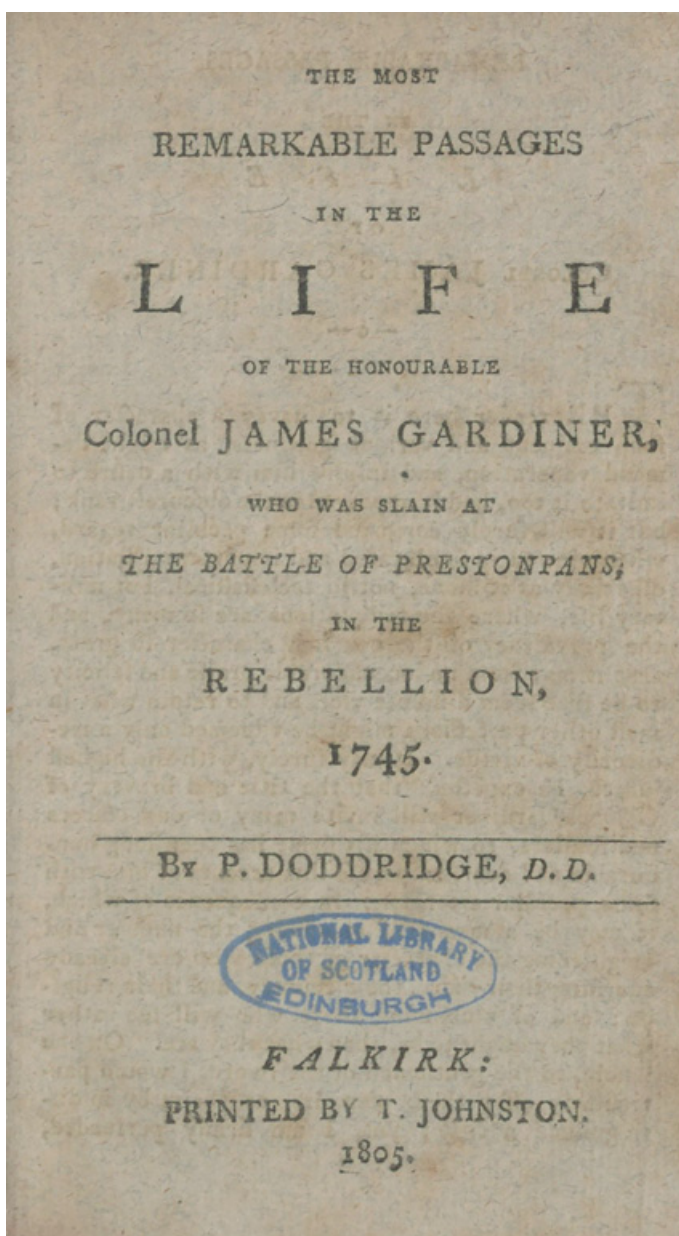 THE MOST
REMARKABLE PASSAGES
IN THE
LIFE
OF THE HONOURABLE
Colonel JAMES GARDINER,
WHO WAS SLAIN AT
THE BATTLE OF PRESTONPANS,
IN THE
REBELLION,
1745.
By P. DODDRIDGE, D.D.
NATIONAL LIBRARY
OF SCOTLAND
EDINBURGH
FALKIRK:
PRINTED BY T. JOHNSTON.
1805.